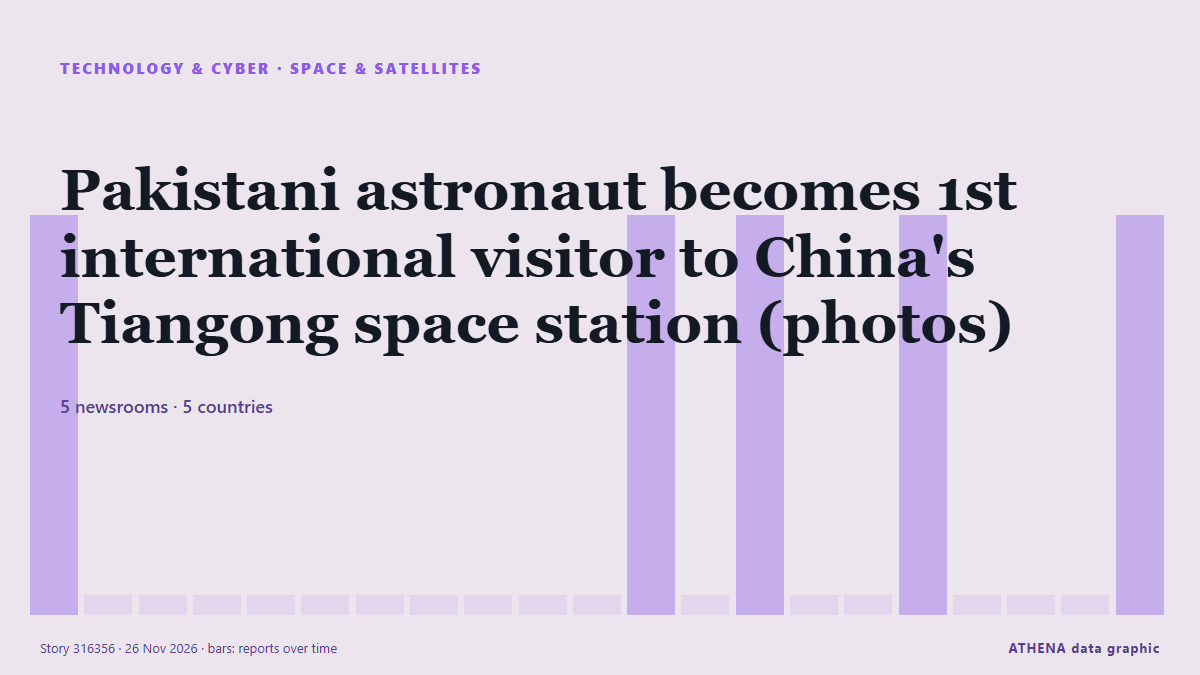 TECHNOLOGY & CYBER · SPACE & SATELLITES
Pakistani astronaut becomes 1st
international visitor to China's
Tiangong space station (photos)
5 newsrooms · 5 countries
Story 316356 · 26 Nov 2026 · bars: reports over time
ATHENA data graphic